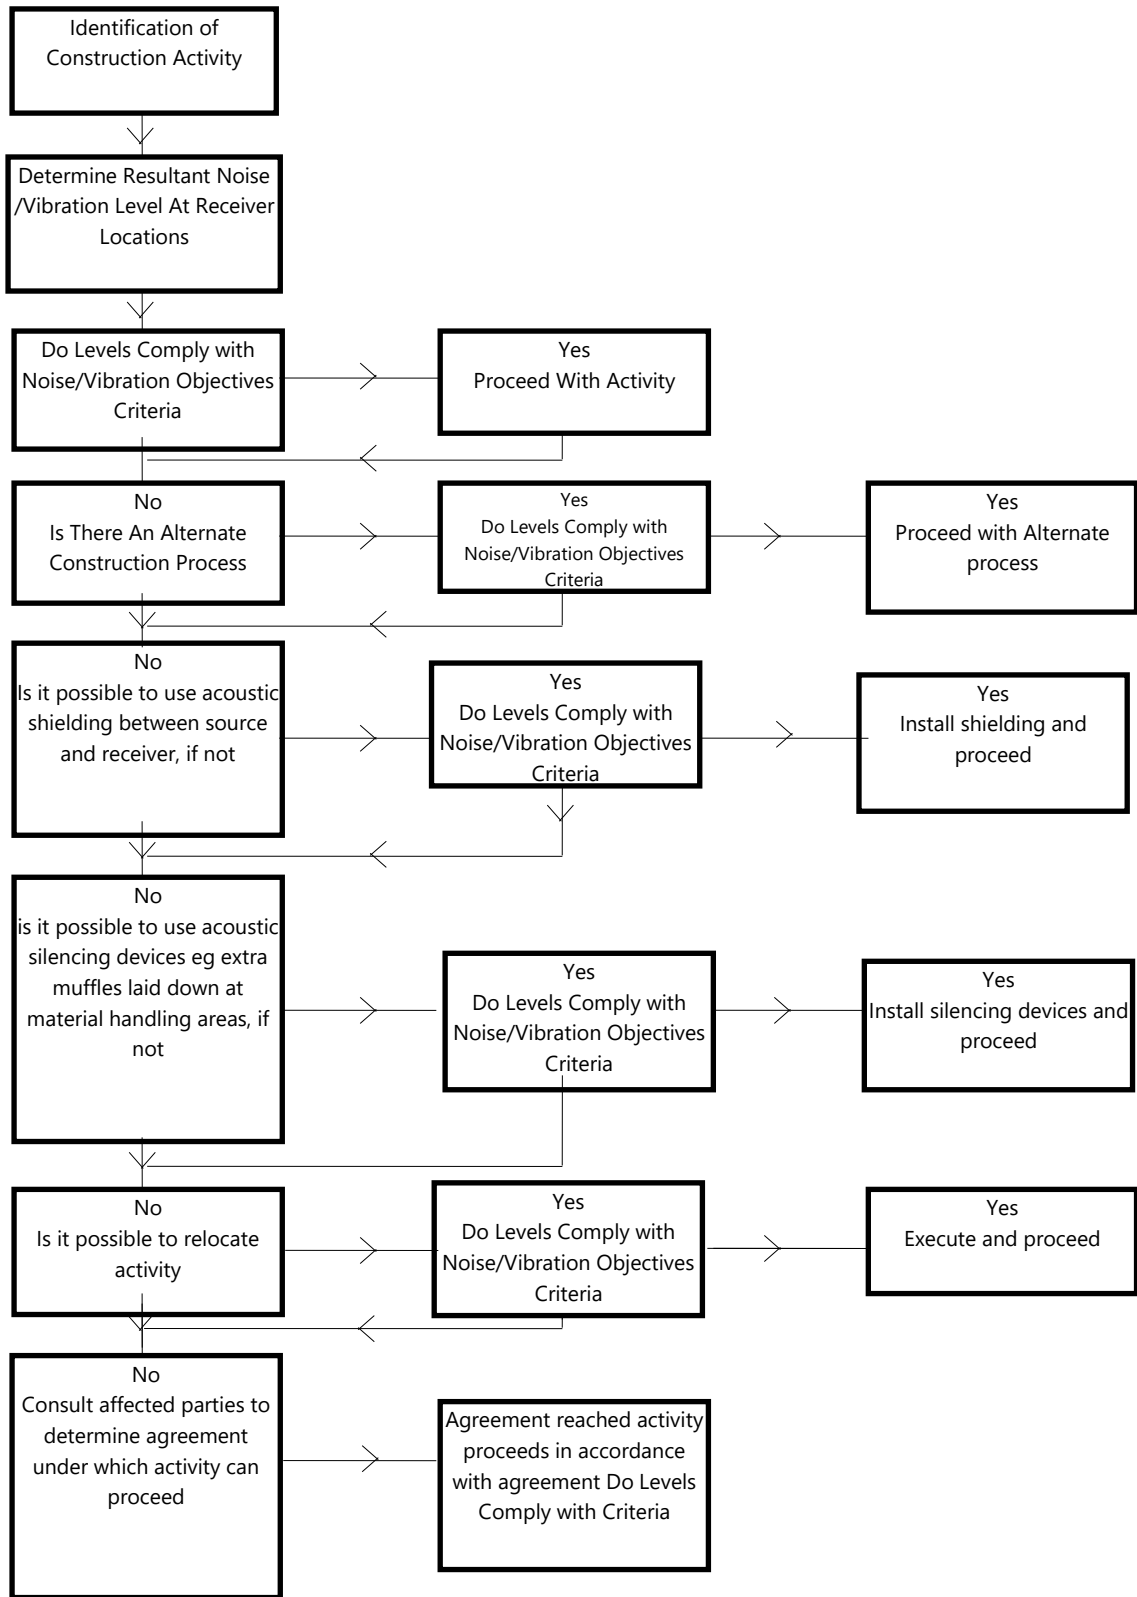 Identification of
Construction Activity
Determine Resultant Noise
/Vibration Level At Receiver
Locations
Do Levels Comply with
Noise/Vibration Objectives
Criteria
Yes
Proceed With Activity
No
Is There An Alternate
Construction Process
Yes
Do Levels Comply with
Noise/Vibration Objectives
Criteria
Yes
Proceed with Alternate
process
No
Is it possible to use acoustic
shielding between source
and receiver, if not
Yes
Do Levels Comply with
Noise/Vibration Objectives
Criteria
Yes
Install shielding and
proceed
No
is it possible to use acoustic
silencing devices eg extra
muffles laid down at
material handling areas, if
not
Yes
Do Levels Comply with
Noise/Vibration Objectives
Criteria
Yes
Install silencing devices and
proceed
No
Is it possible to relocate
activity
Yes
Do Levels Comply with
Noise/Vibration Objectives
Criteria
Yes
Execute and proceed
No
Consult affected parties to
determine agreement
under which activity can
proceed
Agreement reached activity
proceeds in accordance
with agreement Do Levels
Comply with Criteria